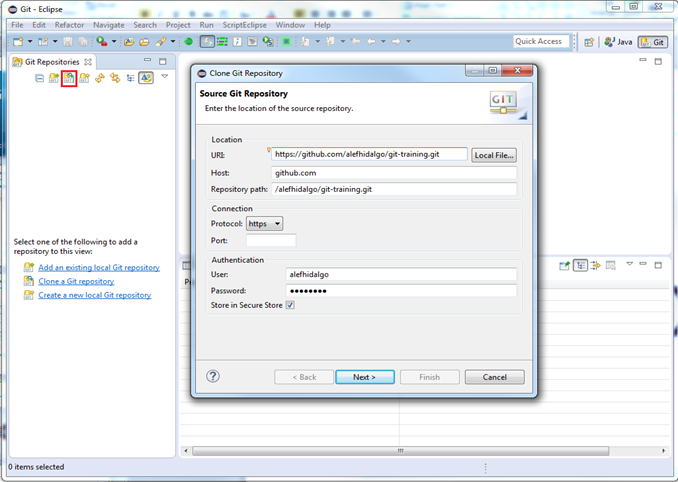 Git - Eclipse
File Edit Refactor Navigate Search Project Run ScriptEclipse Window Help
Quick Access
Java
Git
Git Repositories
Select one of the following to add a
repository to this view:
Add an existing local Git repository
Clone a Git repository
Create a new local Git repository
Clone Git Repository
Source Git Repository
Enter the location of the source repository.
GIT
Location
URI: https://github.com/alefhidalgo/git-training.git Local File...
Host: github.com
Repository path: /alefhidalgo/git-training.git
Connection
Protocol: https
Port:
Authentication
User: alefhidalgo
Password: ●●●●●●●●
Store in Secure Store
< Back Next > Finish Cancel
0 items selected